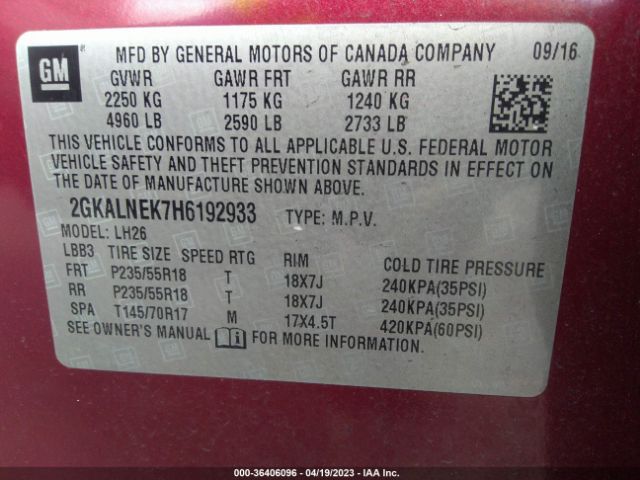 GM ® MFD BY GENERAL MOTORS OF CANADA COMPANY 09/16
GVWR GAWR FRT GAWR RR
2250 KG 1175 KG 1240 KG
4960 LB 2590 LB 2733 LB
THIS VEHICLE CONFORMS TO ALL APPLICABLE U.S. FEDERAL MOTOR
VEHICLE SAFETY AND THEFT PREVENTION STANDARDS IN EFFECT ON
THE DATE OF MANUFACTURE SHOWN ABOVE.
2GKALNEK7H6192933 TYPE: M.P.V.
MODEL: LH26
LBB3 TIRE SIZE SPEED RTG RIM COLD TIRE PRESSURE
FRT P235/55R18 T 18X7J 240KPA(35PSI)
RR P235/55R18 T 18X7J 240KPA(35PSI)
SPA T145/70R17 M 17X4.5T 420KPA(60PSI)
SEE OWNER'S MANUAL FOR MORE INFORMATION.
000-36406096 - 04/19/2023 - IAA Inc.